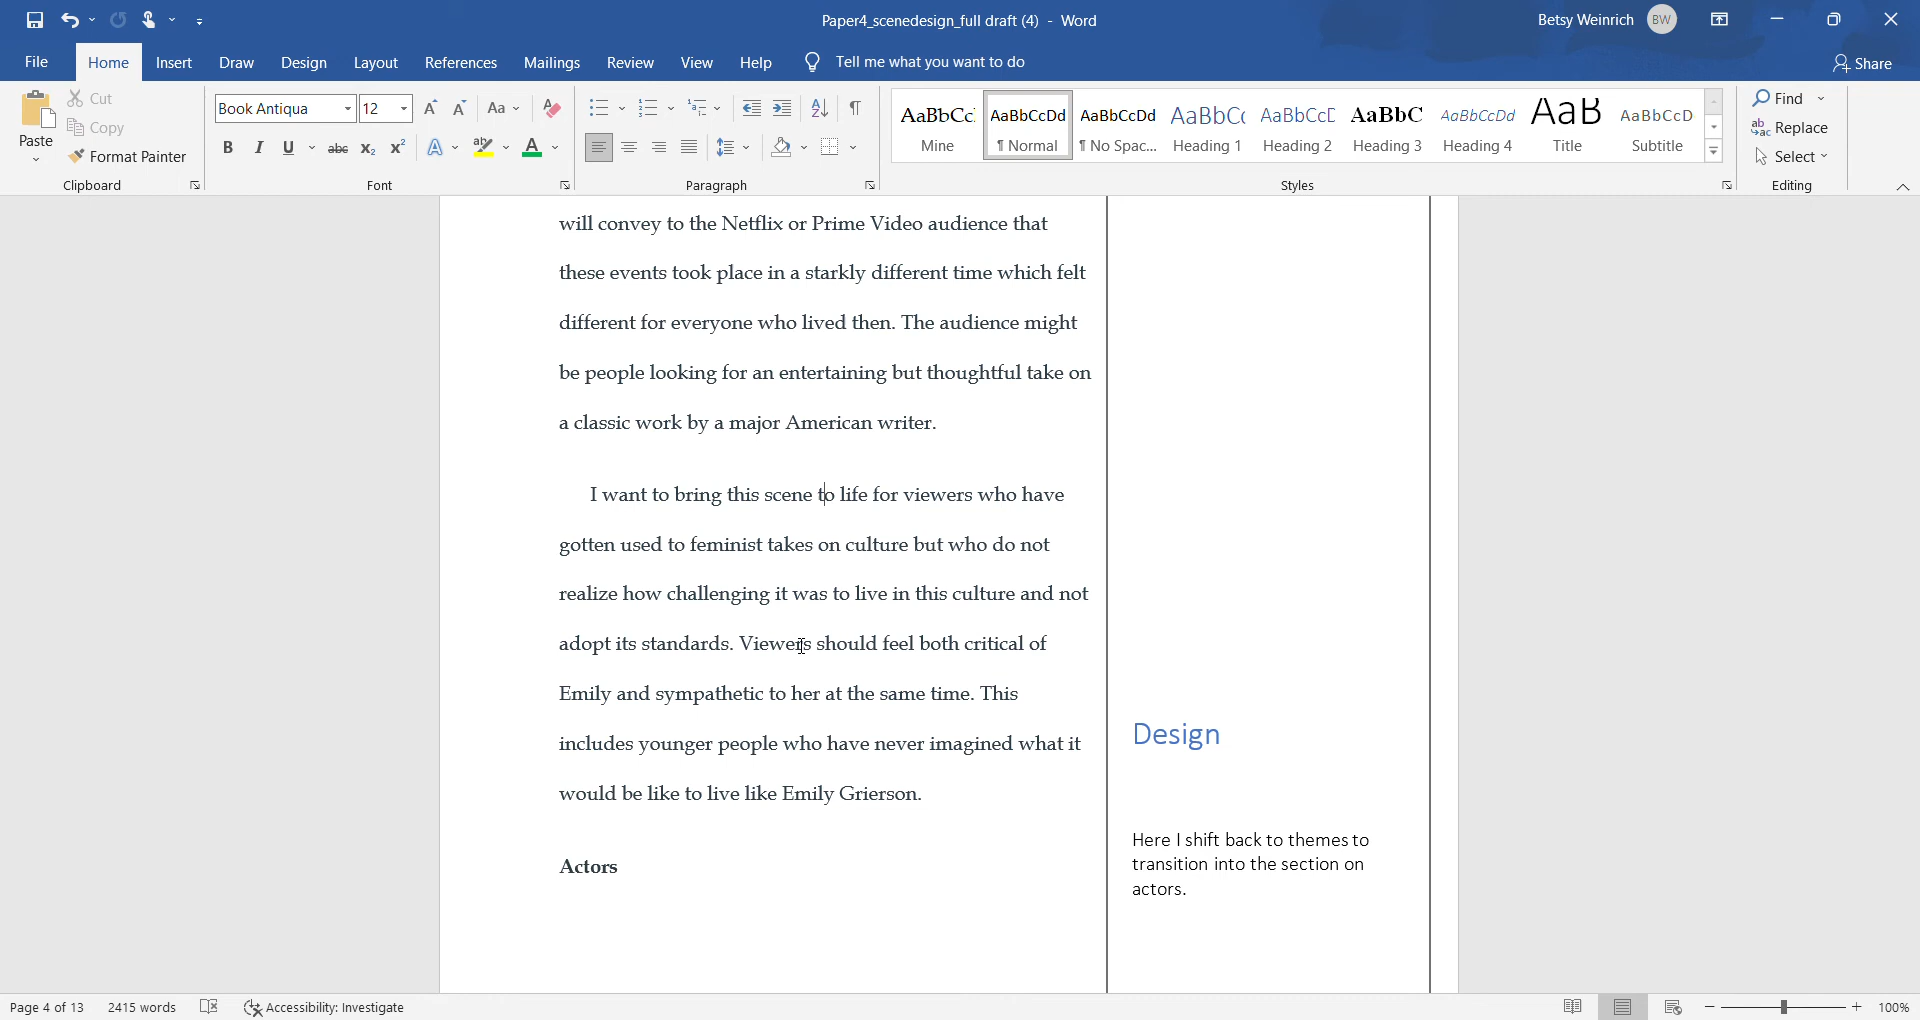 Paper4_scenedesign_full draft (4) - Word
Betsy Weinrich BW
File Home Insert Draw Design Layout References Mailings Review View Help Tell me what you want to do Share
Paste Cut Copy Format Painter
Clipboard
Book Antiqua 12 Aa
B I U abc x₂ x² A A
Font
Paragraph
AaBbCc AaBbCcDd AaBbCcDd AaBbCc AaBbCcC AaBbC AaBbCcDd AaB AaBbCcD
Mine ¶ Normal ¶ No Spac... Heading 1 Heading 2 Heading 3 Heading 4 Title Subtitle
Styles
Find
Replace
Select
Editing
will convey to the Netflix or Prime Video audience that
these events took place in a starkly different time which felt
different for everyone who lived then. The audience might
be people looking for an entertaining but thoughtful take on
a classic work by a major American writer.
I want to bring this scene to life for viewers who have
gotten used to feminist takes on culture but who do not
realize how challenging it was to live in this culture and not
adopt its standards. Viewers should feel both critical of
Emily and sympathetic to her at the same time. This
includes younger people who have never imagined what it
would be like to live like Emily Grierson.
Actors
Design
Here I shift back to themes to
transition into the section on
actors.
Page 4 of 13 2415 words Accessibility: Investigate 100%